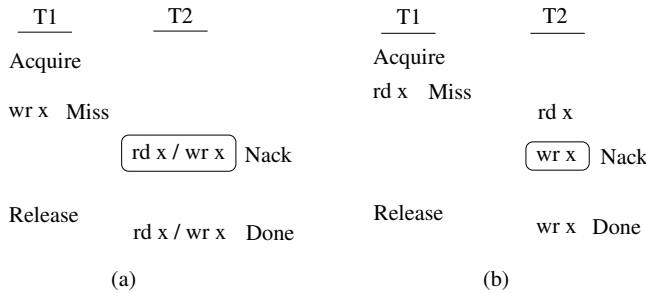 T1 T2
Acquire
wr x Miss
rd x / wr x Nack
Release
rd x / wr x Done
(a)
T1 T2
Acquire
rd x Miss
rd x
wr x Nack
Release
wr x Done
(b)